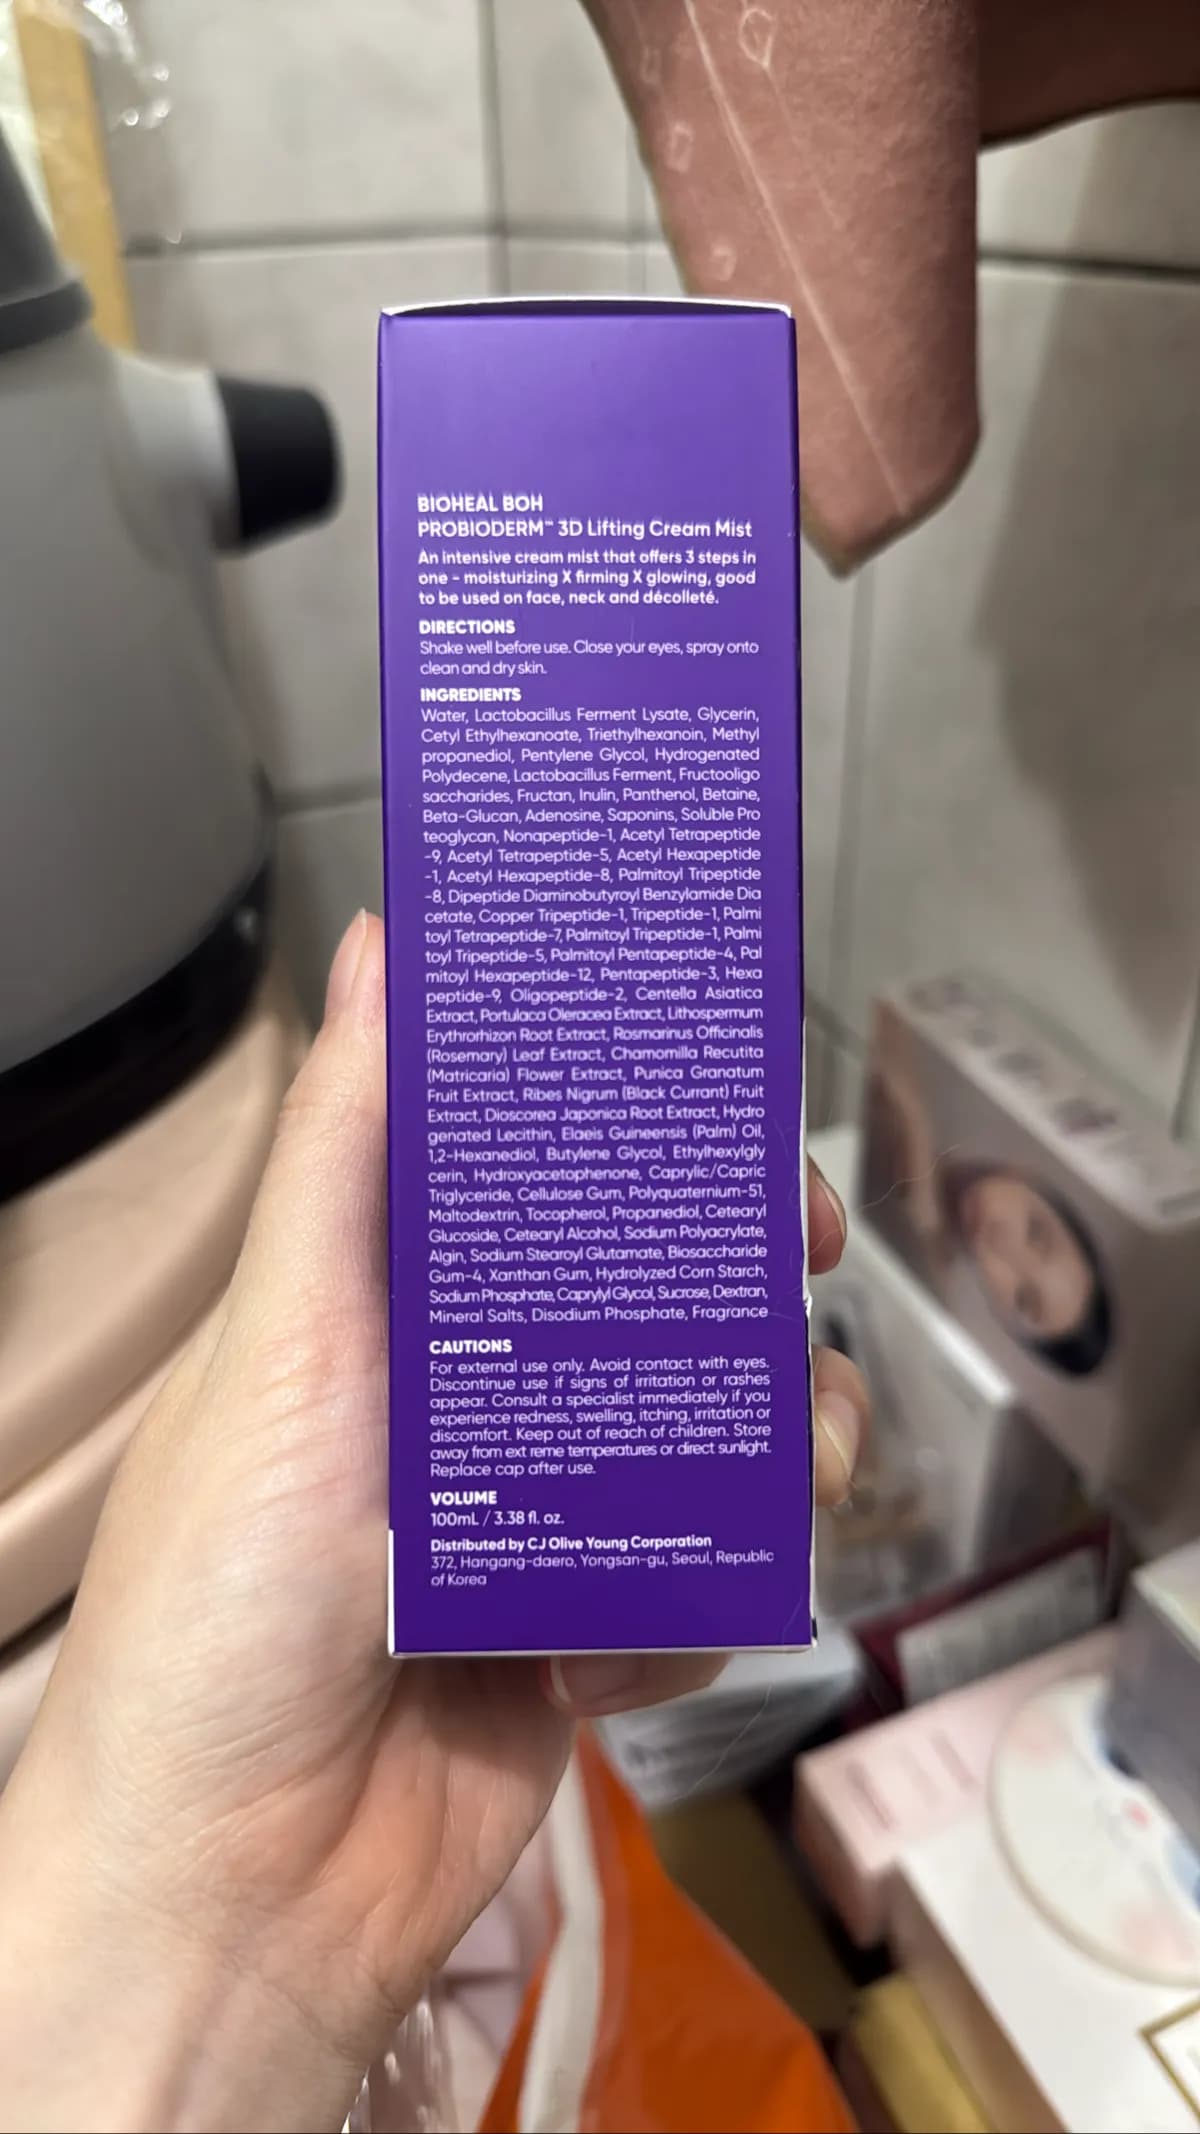 BIOHEAL BOH
PROBIODERM™ 3D Lifting Cream Mist
An intensive cream mist that offers 3 steps in
one - moisturizing X firming X glowing, good
to be used on face, neck and décolleté.
DIRECTIONS
Shake well before use. Close your eyes, spray onto
clean and dry skin.
INGREDIENTS
Water, Lactobacillus Ferment Lysate, Glycerin,
Cetyl Ethylhexanoate, Triethylhexanoin, Methyl
propanediol, Pentylene Glycol, Hydrogenated
Polydecene, Lactobacillus Ferment, Fructooligo
saccharides, Fructan, Inulin, Panthenol, Betaine,
Beta-Glucan, Adenosine, Saponins, Soluble Pro
teoglycan, Nonapeptide-1, Acetyl Tetrapeptide
-9, Acetyl Tetrapeptide-5, Acetyl Hexapeptide
-1, Acetyl Hexapeptide-8, Palmitoyl Tripeptide
-8, Dipeptide Diaminobutyroyl Benzylamide Dia
cetate, Copper Tripeptide-1, Tripeptide-1, Palmi
toyl Tetrapeptide-7, Palmitoyl Tripeptide-1, Palmi
toyl Tripeptide-5, Palmitoyl Pentapeptide-4, Pal
mitoyl Hexapeptide-12, Pentapeptide-3, Hexa
peptide-9, Oligopeptide-2, Centella Asiatica
Extract, Portulaca Oleracea Extract, Lithospermum
Erythrorhizon Root Extract, Rosmarinus Officinalis
(Rosemary) Leaf Extract, Chamomilla Recutita
(Matricaria) Flower Extract, Punica Granatum
Fruit Extract, Ribes Nigrum (Black Currant) Fruit
Extract, Dioscorea Japonica Root Extract, Hydro
genated Lecithin, Elaeis Guineensis (Palm) Oil,
1,2-Hexanediol, Butylene Glycol, Ethylhexylgly
cerin, Hydroxyacetophenone, Caprylic/Capric
Triglyceride, Cellulose Gum, Polyquaternium-51,
Maltodextrin, Tocopherol, Propanediol, Cetearyl
Glucoside, Cetearyl Alcohol, Sodium Polyacrylate,
Algin, Sodium Stearoyl Glutamate, Biosaccharide
Gum-4, Xanthan Gum, Hydrolyzed Corn Starch,
Sodium Phosphate, Caprylyl Glycol, Sucrose, Dextran,
Mineral Salts, Disodium Phosphate, Fragrance
CAUTIONS
For external use only. Avoid contact with eyes.
Discontinue use if signs of irritation or rashes
appear. Consult a specialist immediately if you
experience redness, swelling, itching, irritation or
discomfort. Keep out of reach of children. Store
away from ext reme temperatures or direct sunlight.
Replace cap after use.
VOLUME
100mL / 3.38 fl. oz.
Distributed by CJ Olive Young Corporation
372, Hangang-daero, Yongsan-gu, Seoul, Republic
of Korea